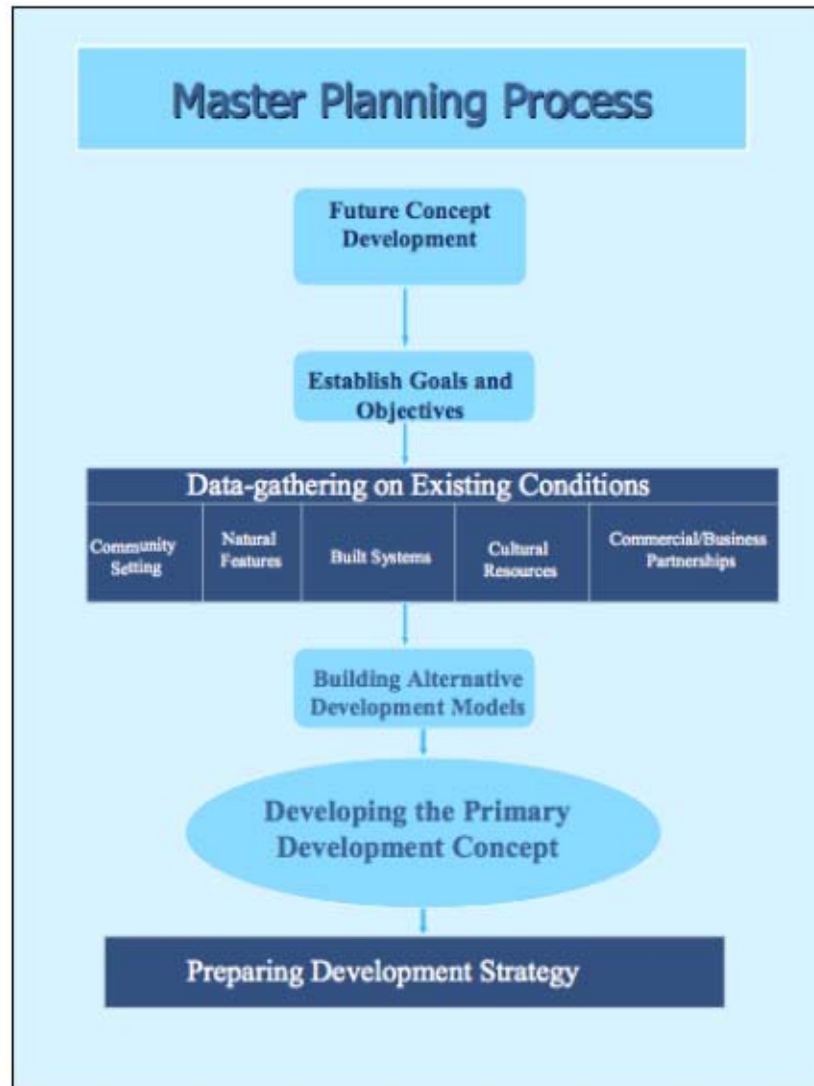 Master Planning Process
Future Concept
Development
Establish Goals and
Objectives
Data-gathering on Existing Conditions
Community
Setting
Natural
Features
Built Systems
Cultural
Resources
Commercial/Business
Partnerships
Building Alternative
Development Models
Developing the Primary
Development Concept
Preparing Development Strategy